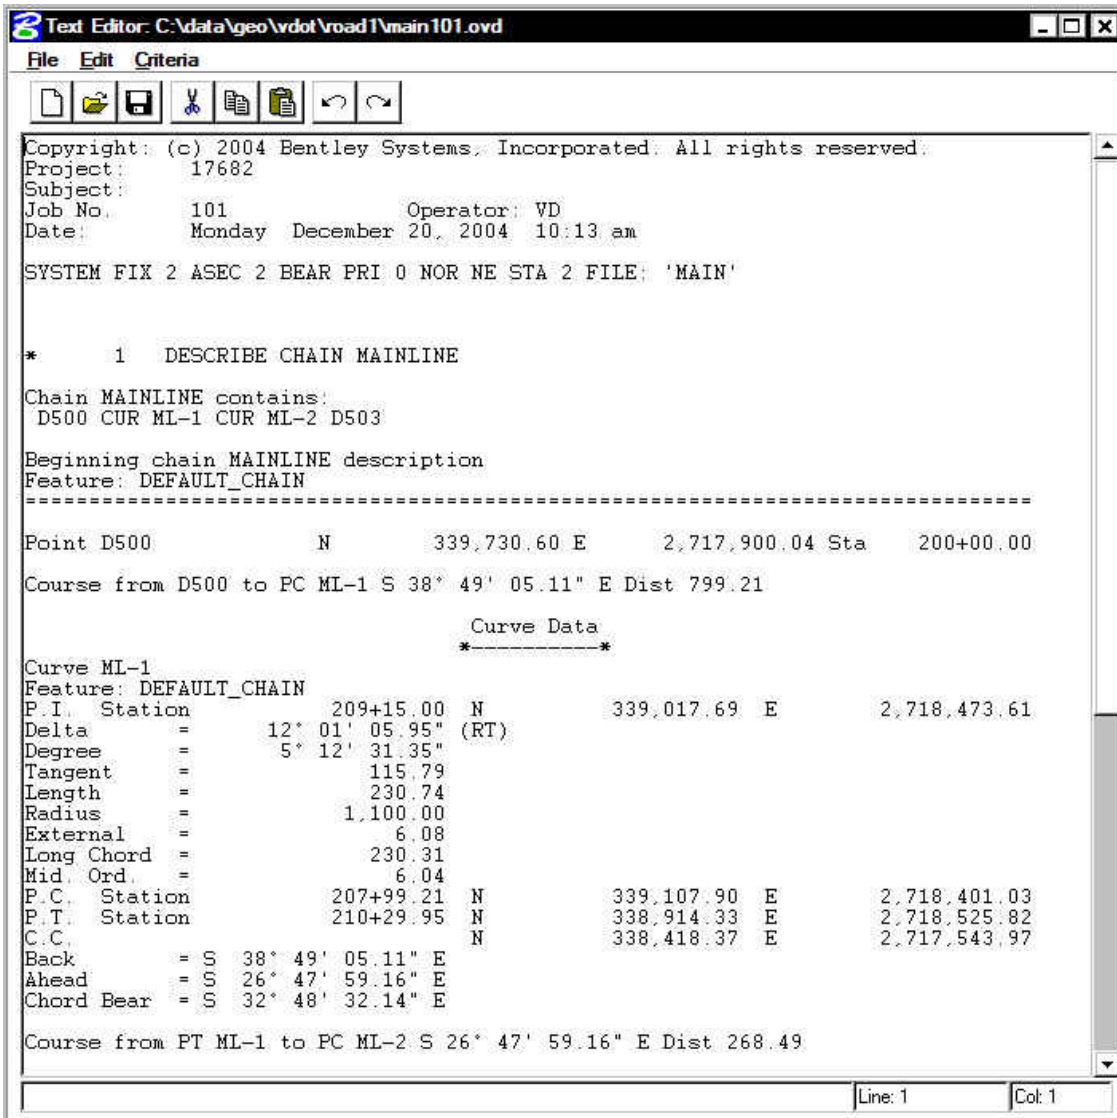 Text Editor: C:\data\geo\vdot\road1\main101.ovd
File Edit Criteria
Copyright: (c) 2004 Bentley Systems, Incorporated. All rights reserved.
Project: 17682
Subject:
Job No. 101 Operator: VD
Date: Monday December 20, 2004 10:13 am
SYSTEM FIX 2 ASEC 2 BEAR PRI 0 NOR NE STA 2 FILE: 'MAIN'
* 1 DESCRIBE CHAIN MAINLINE
Chain MAINLINE contains:
D500 CUR ML-1 CUR ML-2 D503
Beginning chain MAINLINE description
Feature: DEFAULT_CHAIN
================================================================================
Point D500 N 339,730.60 E 2,717,900.04 Sta 200+00.00
Course from D500 to PC ML-1 S 38° 49' 05.11" E Dist 799.21
Curve Data
*----------*
Curve ML-1
Feature: DEFAULT_CHAIN
P.I. Station 209+15.00 N 339,017.69 E 2,718,473.61
Delta = 12° 01' 05.95" (RT)
Degree = 5° 12' 31.35"
Tangent = 115.79
Length = 230.74
Radius = 1,100.00
External = 6.08
Long Chord = 230.31
Mid. Ord. = 6.04
P.C. Station 207+99.21 N 339,107.90 E 2,718,401.03
P.T. Station 210+29.95 N 338,914.33 E 2,718,525.82
C.C. N 338,418.37 E 2,717,543.97
Back = S 38° 49' 05.11" E
Ahead = S 26° 47' 59.16" E
Chord Bear = S 32° 48' 32.14" E
Course from PT ML-1 to PC ML-2 S 26° 47' 59.16" E Dist 268.49
Line: 1 Col: 1